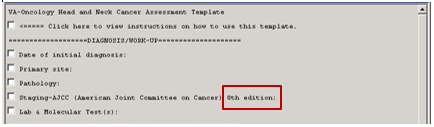 VA-Oncology Head and Neck Cancer Assessment Template
<===== Click here to view instructions on how to use this template.
====================DIAGNOSIS/WORK-UP====================
Date of initial diagnosis:
Primary site:
Pathology:
Staging-AJCC (American Joint Committee on Cancer) 8th edition:
Lab & Molecular Test(s):